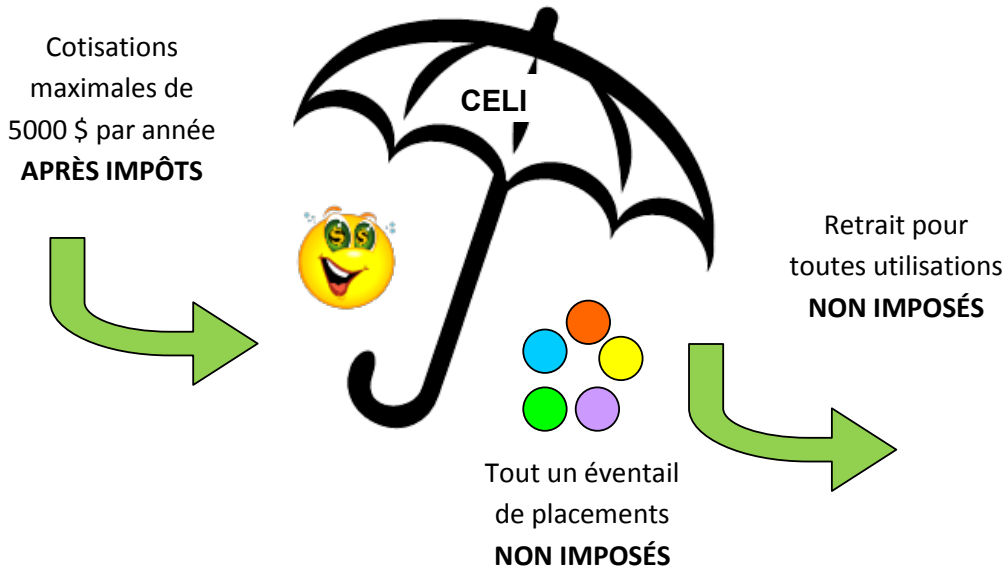 Cotisations
maximales de
5000 $ par année
APRÈS IMPÔTS
CELI
$ $
Retrait pour
toutes utilisations
NON IMPOSÉS
Tout un éventail
de placements
NON IMPOSÉS